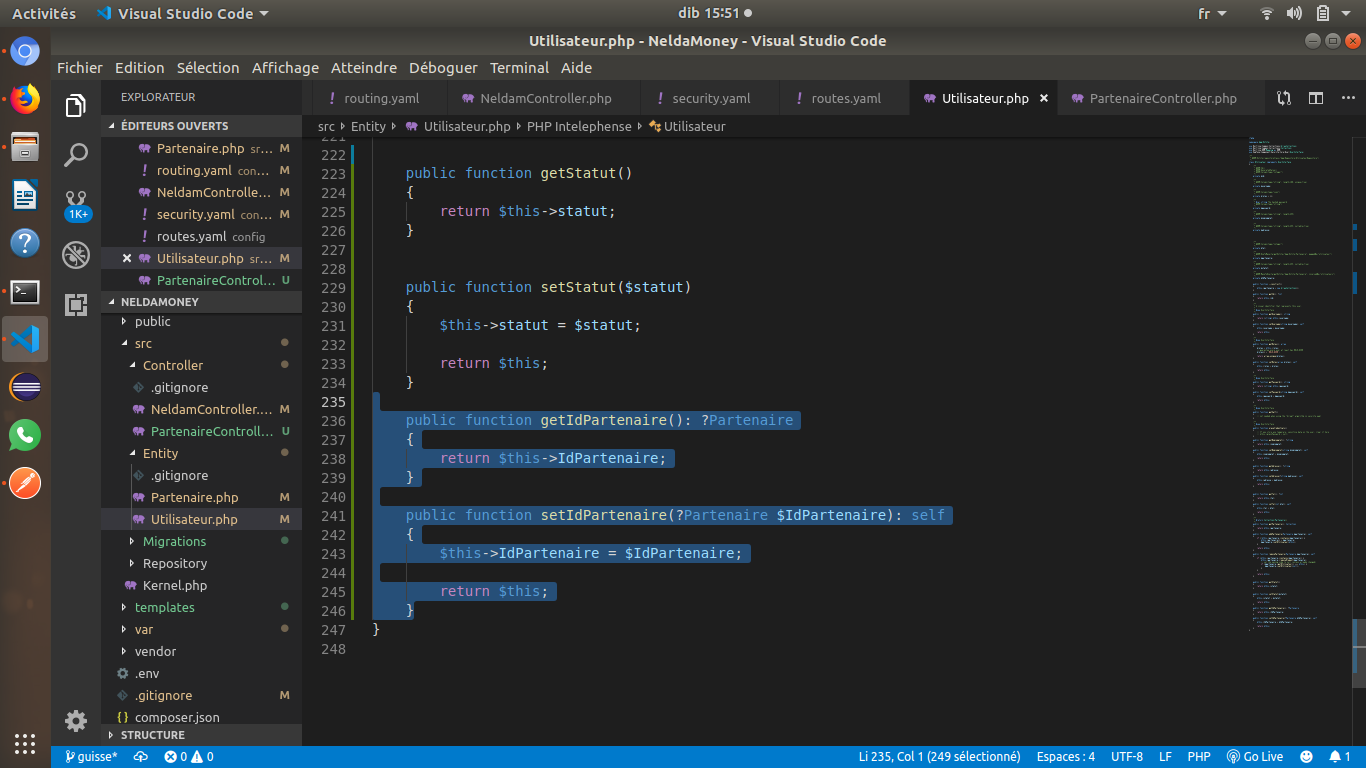 Activités Visual Studio Code dib 15:51 fr
Utilisateur.php - NeldaMoney - Visual Studio Code
Fichier Edition Sélection Affichage Atteindre Déboguer Terminal Aide
EXPLORATEUR
! routing.yaml NeldamController.php ! security.yaml ! routes.yaml Utilisateur.php × PartenaireController.php
src Entity Utilisateur.php PHP Intelephense Utilisateur
ÉDITEURS OUVERTS
Partenaire.php sr... M
! routing.yaml con... M
NeldamControlle... M
! security.yaml con... M
! routes.yaml config
× Utilisateur.php sr... M
PartenaireControl... U
1K+
NELDAMONEY
public
src
Controller
.gitignore
NeldamController.... M
PartenaireControll... U
Entity
.gitignore
Partenaire.php M
Utilisateur.php M
Migrations
Repository
Kernel.php
templates
var
vendor
.env
.gitignore M
{} composer.json
STRUCTURE
221
222
223 public function getStatut()
224 {
225 return $this->statut;
226 }
227
228
229 public function setStatut($statut)
230 {
231 $this->statut = $statut;
232
233 return $this;
234 }
235
236 public function getIdPartenaire(): ?Partenaire
237 {
238 return $this->IdPartenaire;
239 }
240
241 public function setIdPartenaire(?Partenaire $IdPartenaire): self
242 {
243 $this->IdPartenaire = $IdPartenaire;
244
245 return $this;
246 }
247 }
248
guisse* 0 0 Li 235, Col 1 (249 sélectionné) Espaces : 4 UTF-8 LF PHP Go Live 1